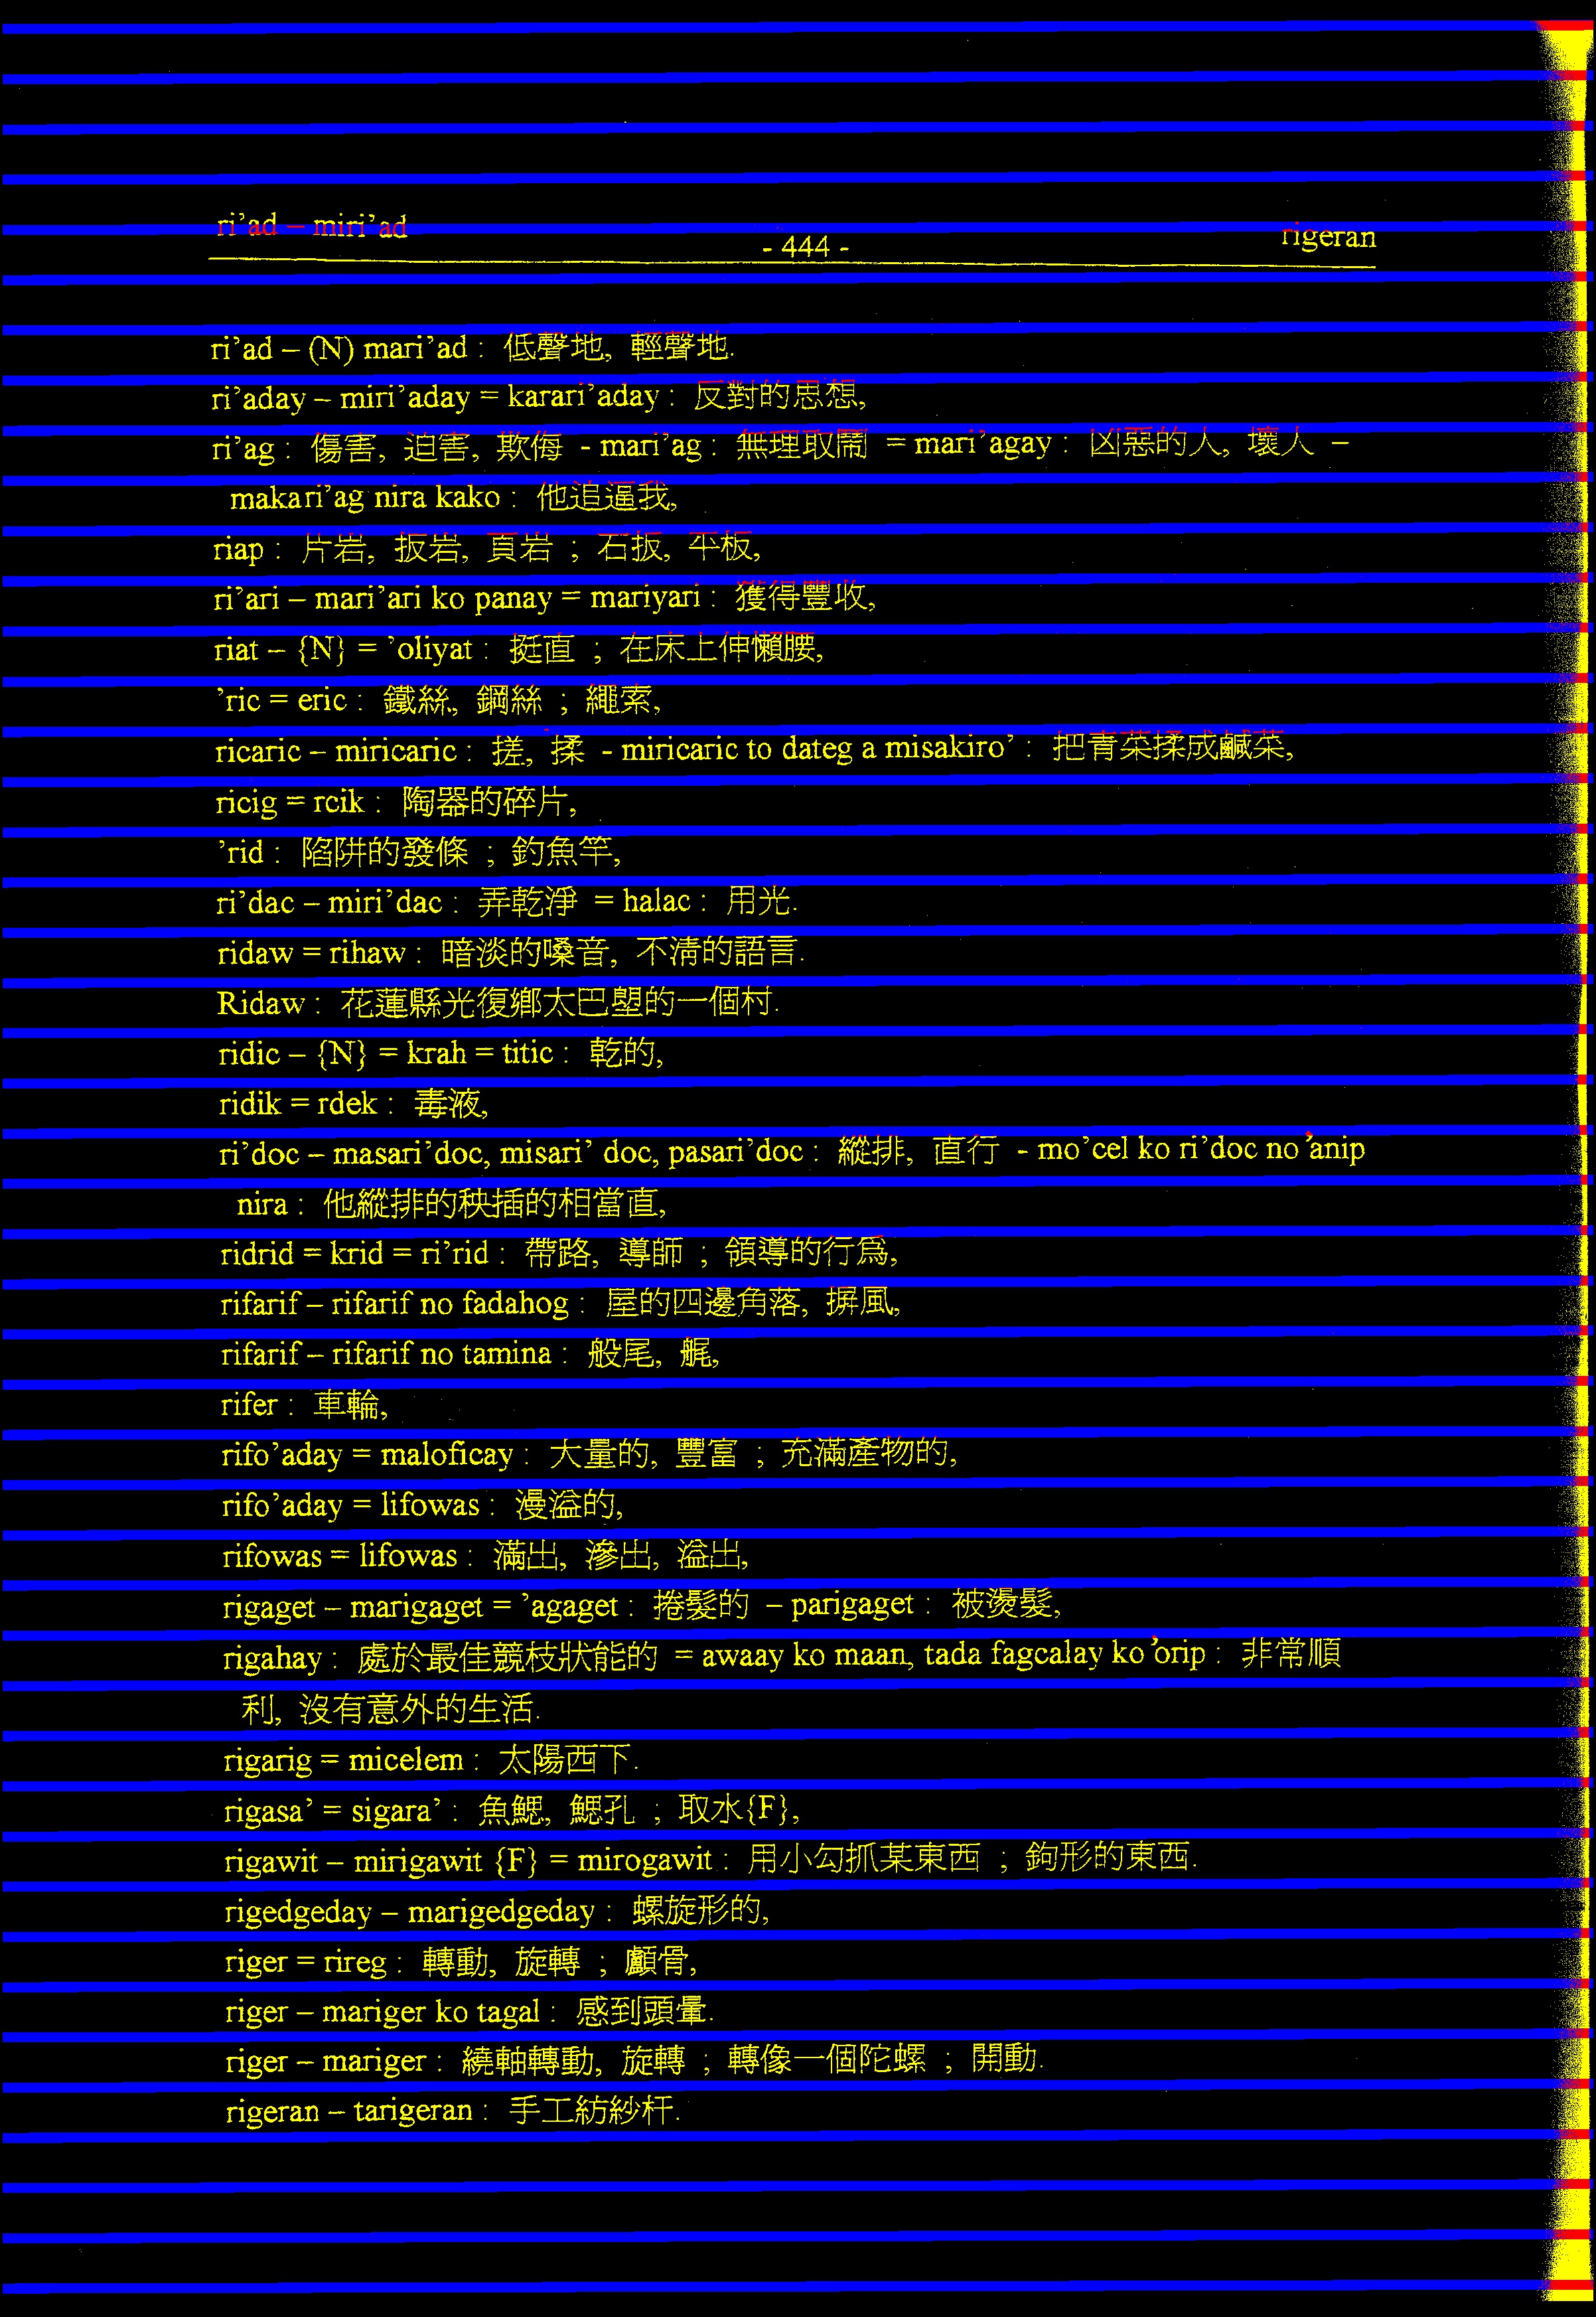 ri’ad – miri’ad - 444 - rigeran
ri’ad – (N) mari’ad : 低聲地, 輕聲地.
ri’aday – miri’aday = karari’aday : 反對的思想,
ri’ag : 傷害, 迫害, 欺侮 - mari’ag : 無理取鬧 = mari’agay : 凶惡的人, 壞人 –
makari’ag nira kako : 他追逼我,
riap : 片岩, 扳岩, 頁岩 ; 石扳, 平板,
ri’ari – mari’ari ko panay = mariyari : 獲得豐收,
riat – {N} = ’oliyat : 挺直 ; 在床上伸懶腰,
’ric = eric : 鐵絲, 鋼絲 ; 繩索,
ricaric – miricaric : 搓, 揉 - miricaric to dateg a misakiro’ : 把青菜揉成鹹菜,
ricig = rcik : 陶器的碎片,
’rid : 陷阱的發條 ; 釣魚竿,
ri’dac – miri’dac : 弄乾淨 = halac : 用光.
ridaw = rihaw : 暗淡的嗓音, 不清的語言.
Ridaw : 花蓮縣光復鄉太巴塱的一個村.
ridic – {N} = krah = titic : 乾的,
ridik = rdek : 毒液,
ri’doc – masari’doc, misari’ doc, pasari’doc : 縱排, 直行 - mo’cel ko ri’doc no ’anip
nira : 他縱排的秧插的相當直,
ridrid = krid = ri’rid : 帶路, 導師 ; 領導的行為,
rifarif – rifarif no fadahog : 屋的四邊角落, 摒風,
rifarif – rifarif no tamina : 般尾, 艉,
rifer : 車輪,
rifo’aday = maloficay : 大量的, 豐富 ; 充滿產物的,
rifo’aday = lifowas : 漫溢的,
rifowas = lifowas : 滿出, 滲出, 溢出,
rigaget – marigaget = ’agaget : 捲髮的 – parigaget : 被燙髮,
rigahay : 處於最佳競枝狀能的 = awaay ko maan, tada fagcalay ko ’orip : 非常順
利, 沒有意外的生活.
rigarig = micelem : 太陽西下.
rigasa’ = sigara’ : 魚鰓, 鰓孔 ; 取水{F},
rigawit – mirigawit {F} = mirogawit : 用小勾抓某東西 ; 鉤形的東西.
rigedgeday – marigedgeday : 螺旋形的,
riger = rireg : 轉動, 旋轉 ; 顱骨,
riger – mariger ko tagal : 感到頭暈.
riger – mariger : 繞軸轉動, 旋轉 ; 轉像一個陀螺 ; 開動.
rigeran – tarigeran : 手工紡紗杆.